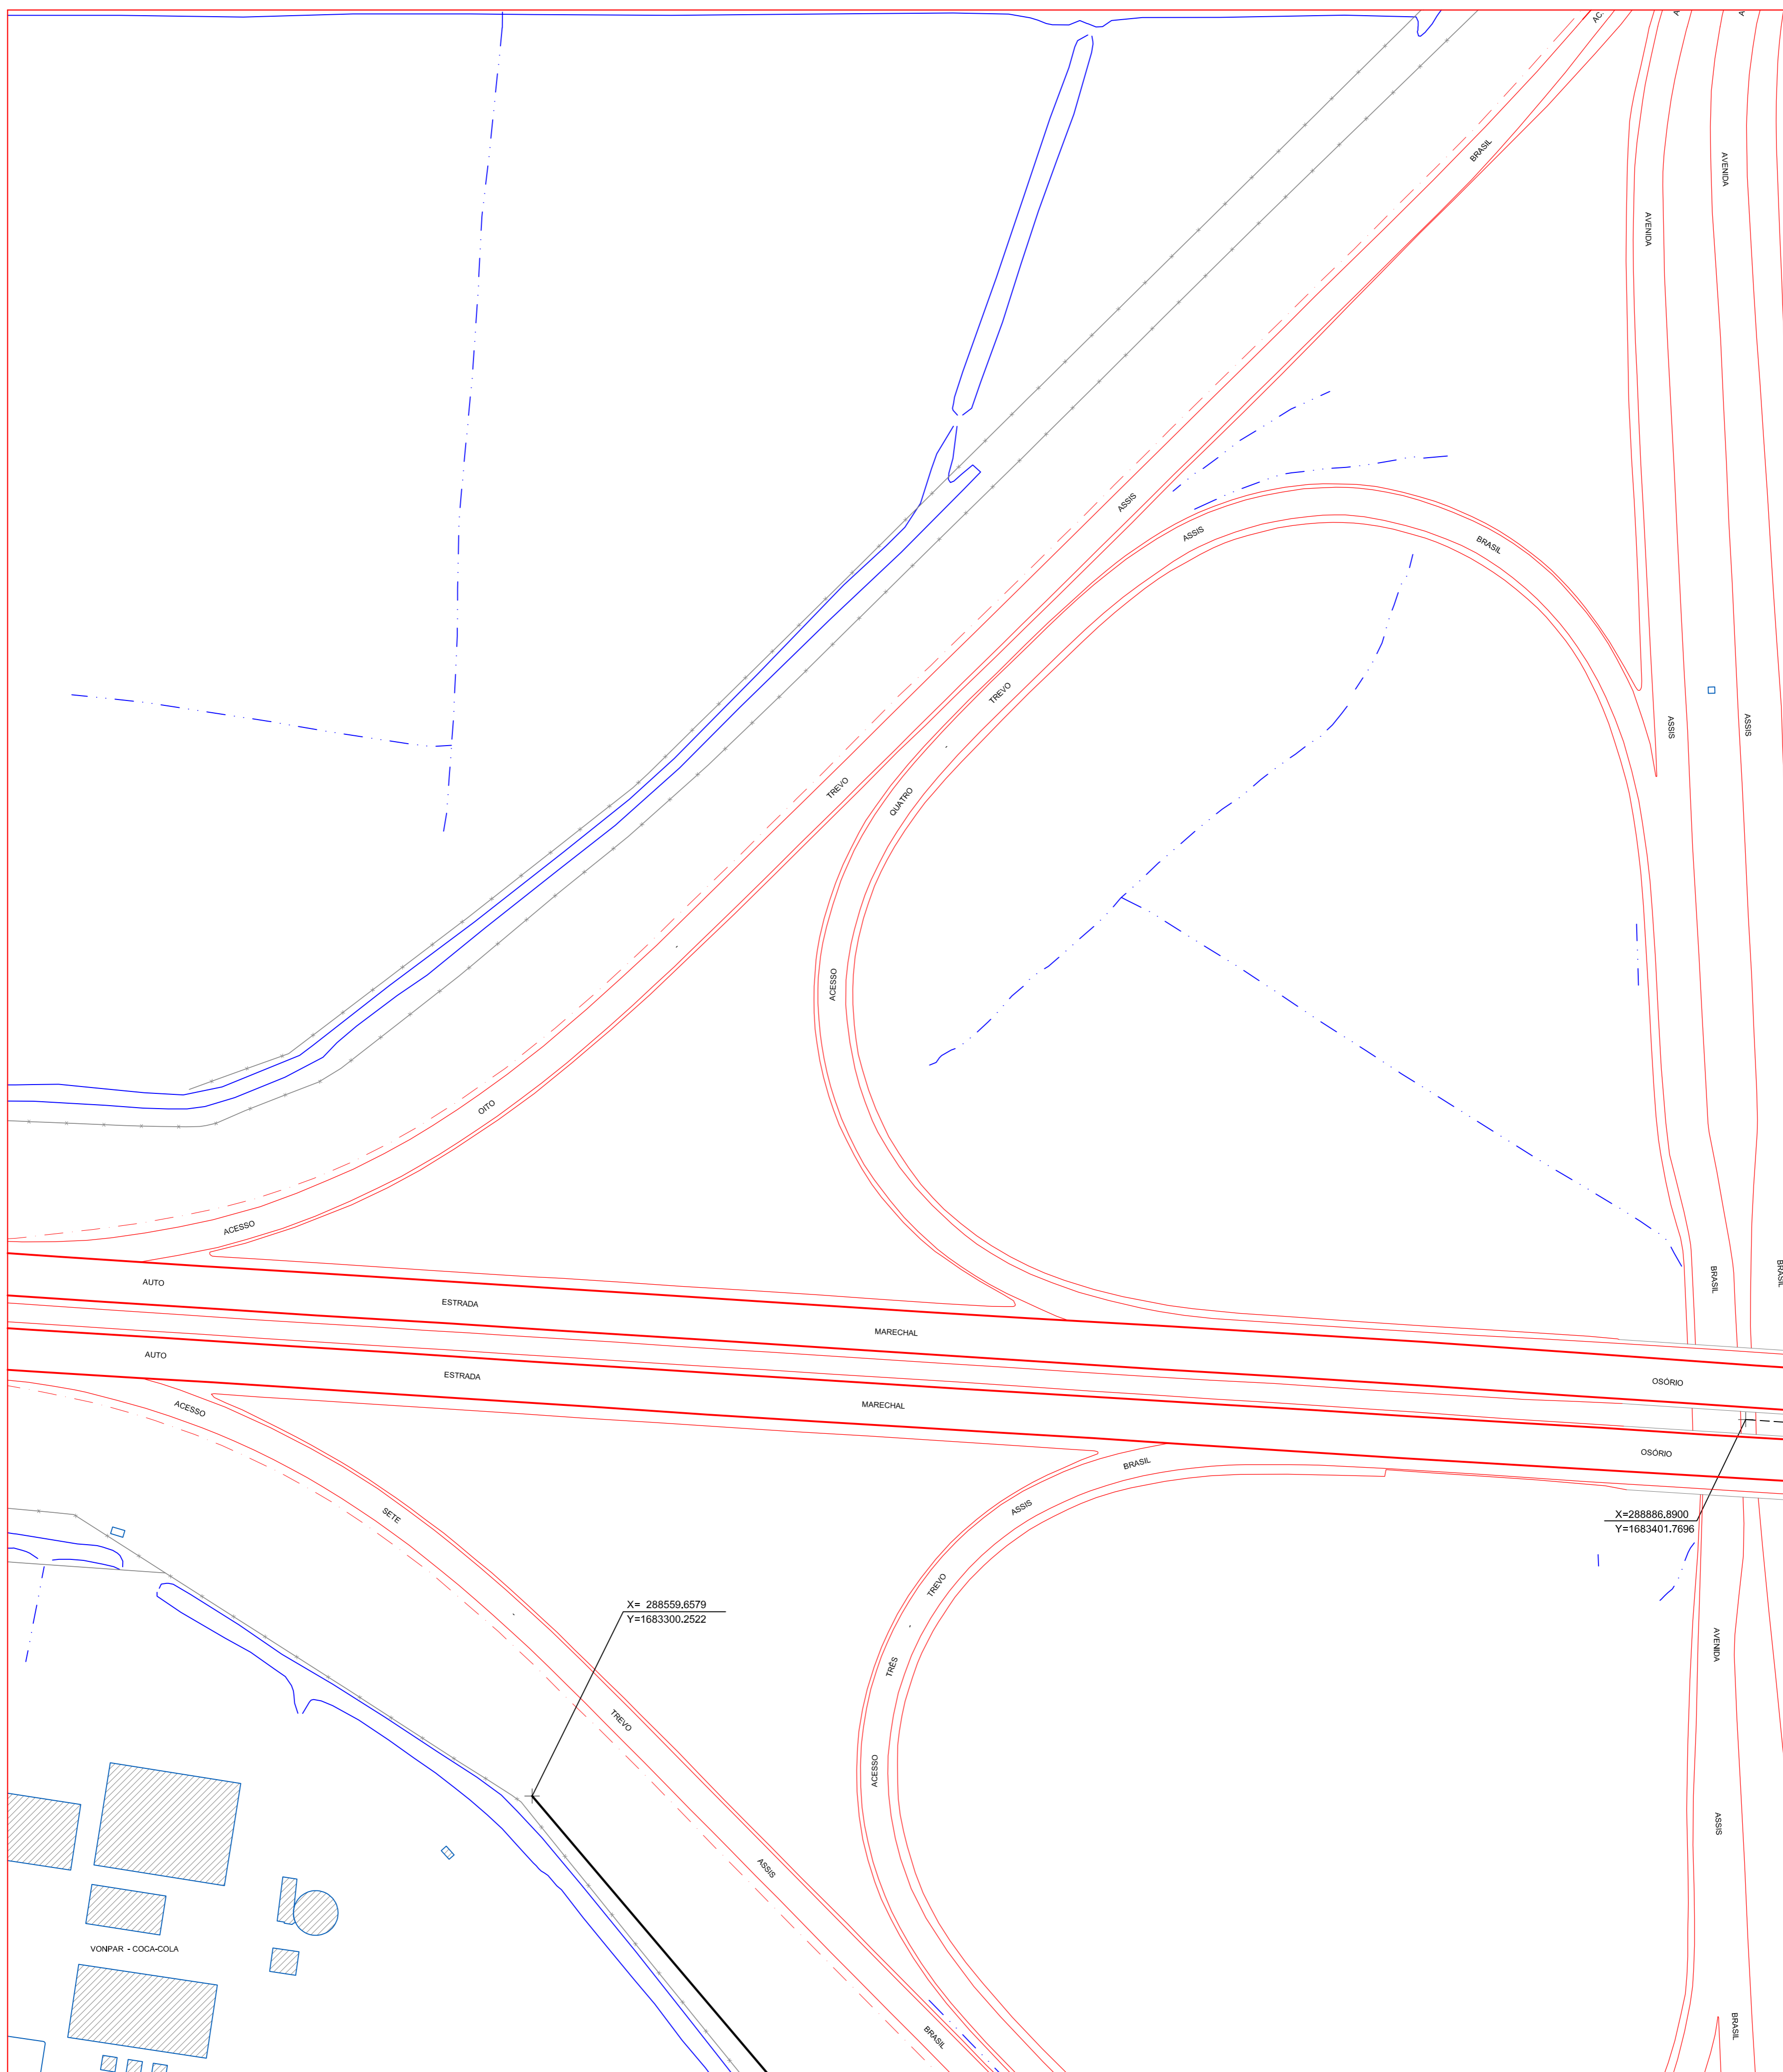 AC.
BRASIL
AVENIDA
AVENIDA
ASSIS
ASSIS
BRASIL
TREVO
ASSIS
ASSIS
TREVO
QUATRO
ACESSO
OITO
ACESSO
BRASIL
BRASIL
AUTO
ESTRADA
MARECHAL
OSÓRIO
AUTO
ESTRADA
MARECHAL
OSÓRIO
ACESSO
SETE
BRASIL
ASSIS
X=288886.8900
Y=1683401.7696
TREVO
X= 288559.6579
Y=1683300.2522
TRÊS
AVENIDA
TREVO
ACESSO
ASSIS
ASSIS
VONPAR - COCA-COLA
BRASIL
BRASIL